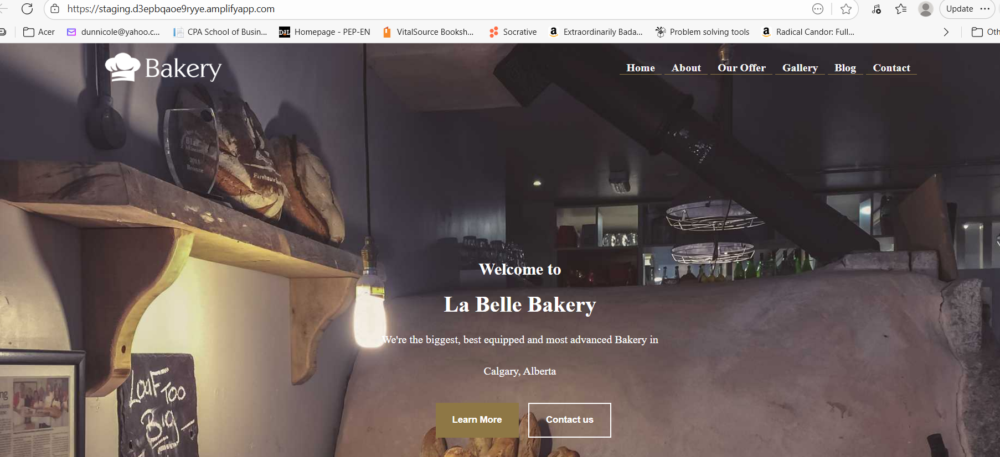 https://staging.d3epbqaoe9ryye.amplifyapp.com
Update
Acer
dunnicole@yahoo.c...
CPA School of Busin...
D2L
Homepage - PEP-EN
VitalSource Booksh...
Socrative
Extraordinarily Bada...
Problem solving tools
Radical Candor: Full...
Oth
Bakery
Home
About
Our Offer
Gallery
Blog
Contact
2015
Bronze
Welcome to
La Belle Bakery
We're the biggest, best equipped and most advanced Bakery in
Calgary, Alberta
Learn More
Contact us
LoaF Too
Big-